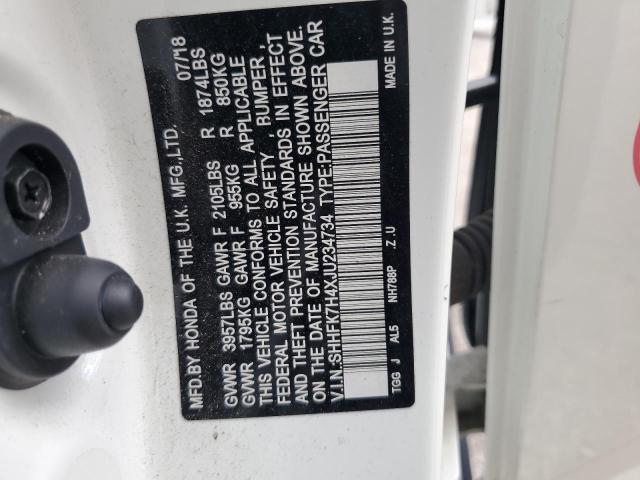 MFD.BY HONDA OF THE U.K. MFG.,LTD. 07/18
GVWR 3957LBS GAWR F 2105LBS R 1874LBS
GVWR 1795KG GAWR F 955KG R 850KG
THIS VEHICLE CONFORMS TO ALL APPLICABLE
FEDERAL MOTOR VEHICLE SAFETY , BUMPER ,
AND THEFT PREVENTION STANDARDS IN EFFECT
ON THE DATE OF MANUFACTURE SHOWN ABOVE.
V.I.N.:SHHFK7H4XJU234734 TYPE:PASSENGER CAR
TGG J AL5 NH788P .Z .U MADE IN U.K.